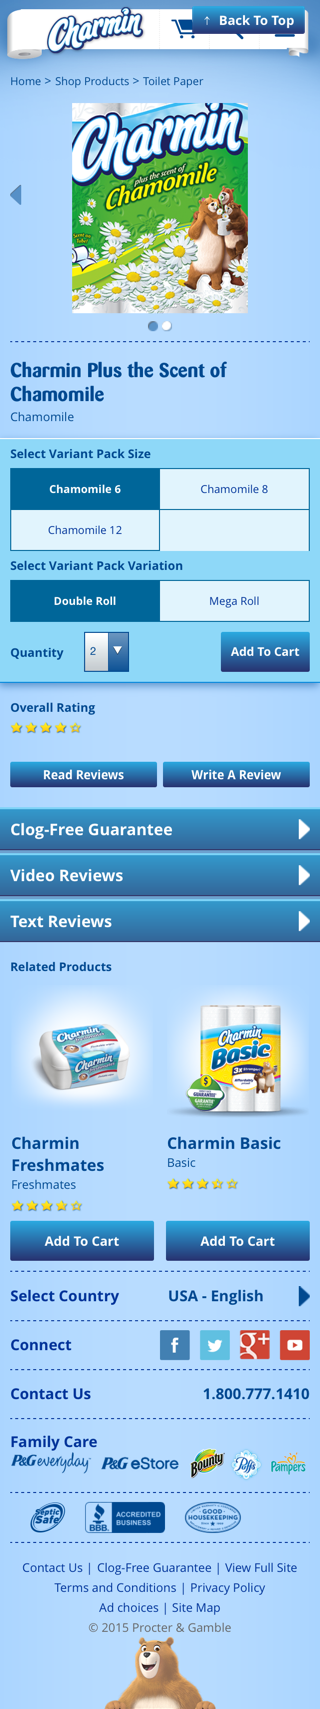 Charmin
↑ Back To Top
Home > Shop Products > Toilet Paper
Charmin
plus the scent of
Chamomile
Charmin Plus the Scent of
Chamomile
Chamomile
Select Variant Pack Size
Chamomile 6
Chamomile 8
Chamomile 12
Select Variant Pack Variation
Double Roll
Mega Roll
Quantity
2
Add To Cart
Overall Rating
Read Reviews
Write A Review
Clog-Free Guarantee
Video Reviews
Text Reviews
Related Products
Charmin
Charmin
Charmin
Basic
3x
Charmin
Freshmates
Freshmates
Charmin Basic
Basic
Add To Cart
Add To Cart
Select Country
USA - English
Connect
Contact Us
1.800.777.1410
Family Care
P&G everyday
P&G eStore
Bounty
Puffs
Pampers
Septic
Safe
BBB.
ACCREDITED
BUSINESS
GOOD
HOUSEKEEPING
Contact Us | Clog-Free Guarantee | View Full Site
Terms and Conditions | Privacy Policy
Ad choices | Site Map
© 2015 Procter & Gamble